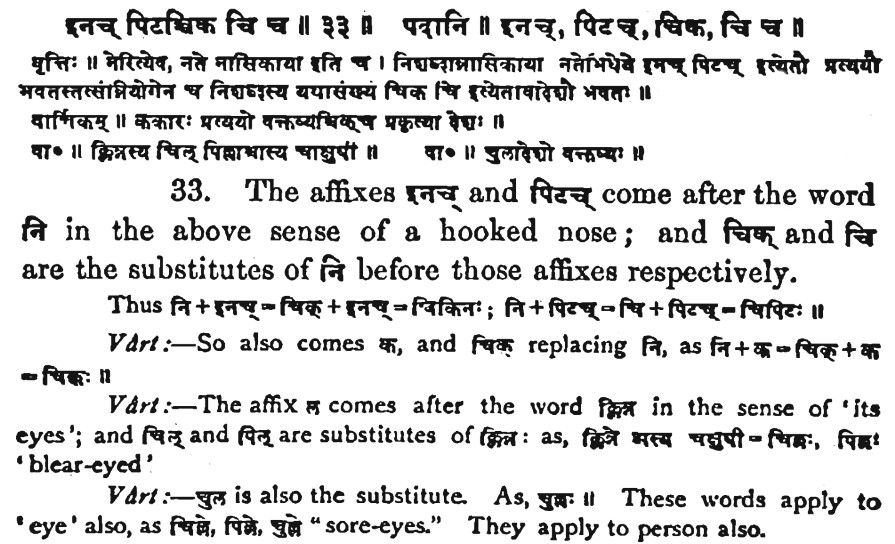 इनच् पिटच्चिक चि च ॥ ३३ ॥ पदानि ॥ इनच्, पिटच्, चिक, चि च ॥
वृत्तिः ॥ नेरित्येव, नते नासिकाया इति च । निशब्दान्नासिकाया नतेभिधेये इनच् पिटच् इत्येतौ प्रत्ययौ
भवतस्तत्संनियोगेन च निशब्दस्य यथासंख्यं चिक चि इत्येतावादेशौ भवतः ॥
वार्त्तिकम् ॥ ककारः प्रत्ययो वक्तव्यश्चिक्च प्रकृत्या देशः ॥
वा॰ ॥ क्लिन्नस्य चिल् पिल्लश्चास्य चक्षुषी ॥ वा॰ ॥ चुलादेशो वक्तव्यः ॥
33. The affixes इनच् and पिटच् come after the word
नि in the above sense of a hooked nose; and चिक् and चि
are the substitutes of नि before those affixes respectively.
Thus नि + इनच् = चिक् + इनच् = चिकिनः; नि + पिटच् = चि + पिटच् = चिपिटः ॥
Vârt:—So also comes क, and चिक् replacing नि, as नि + क = चिक् + क
= चिक्कः ॥
Vârt:—The affix ल comes after the word क्लिन्न in the sense of 'its
eyes'; and चिल् and पिल् are substitutes of क्लिन्न: as, क्लिन्ने अस्य चक्षुषी = चिल्लः, पिल्लः
'blear-eyed'
Vârt:—चुल is also the substitute. As, चुल्लः ॥ These words apply to
'eye' also, as चिल्ले, पिल्ले, चुल्ले "sore-eyes." They apply to person also.